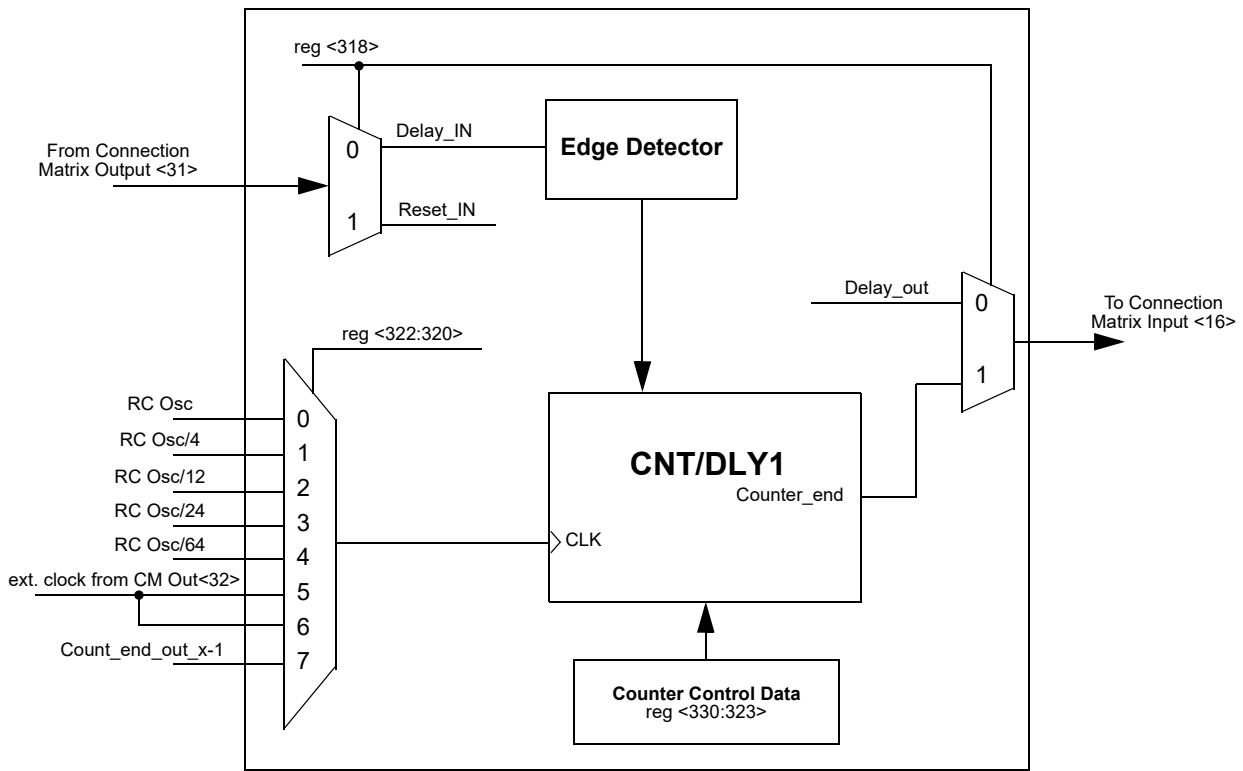 reg <318>
From Connection
Matrix Output <31>
0
1
Delay_IN
Reset_IN
Edge Detector
Delay_out
0
1
To Connection
Matrix Input <16>
reg <322:320>
RC Osc
RC Osc/4
RC Osc/12
RC Osc/24
RC Osc/64
ext. clock from CM Out<32>
Count_end_out_x-1
0
1
2
3
4
5
6
7
CNT/DLY1
Counter_end
CLK
Counter Control Data
reg <330:323>